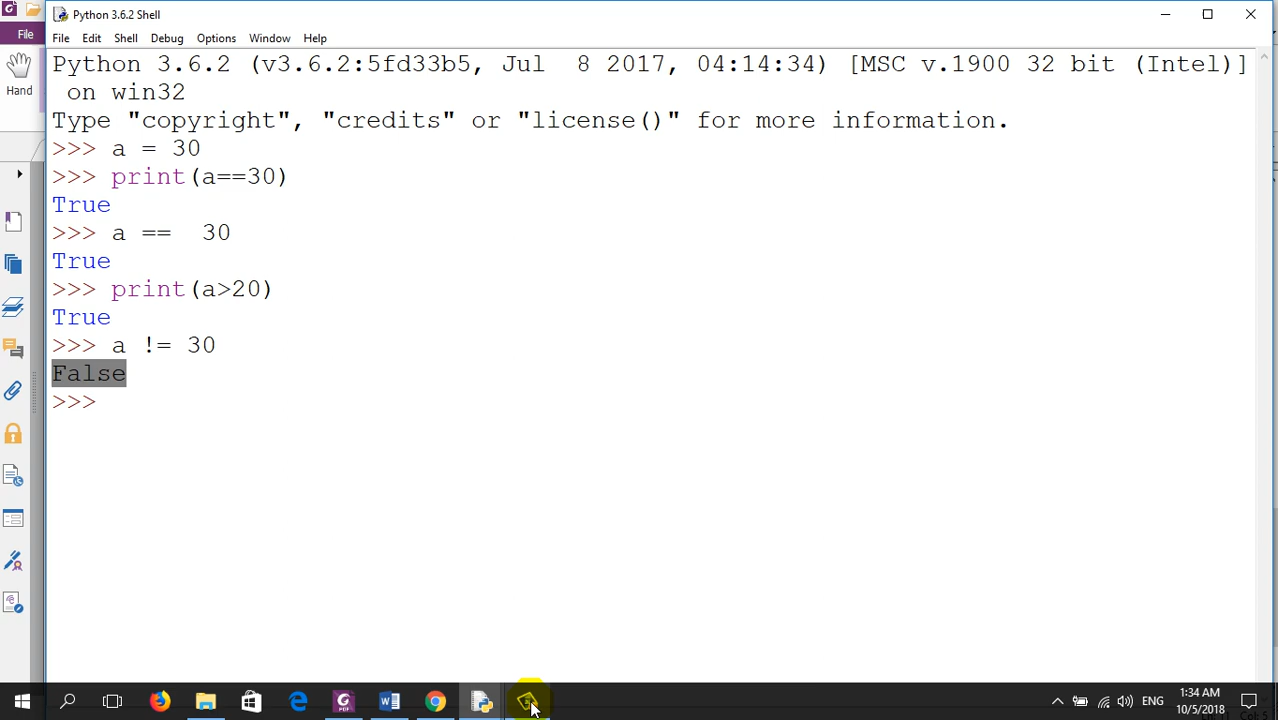 Python 3.6.2 Shell
File
File Edit Shell Debug Options Window Help
Hand
Python 3.6.2 (v3.6.2:5fd33b5, Jul  8 2017, 04:14:34) [MSC v.1900 32 bit (Intel)]
 on win32
Type "copyright", "credits" or "license()" for more information.
>>> a = 30
>>> print(a==30)
True
>>> a ==  30
True
>>> print(a>20)
True
>>> a != 30
False
>>>
ENG
1:34 AM
10/5/2018